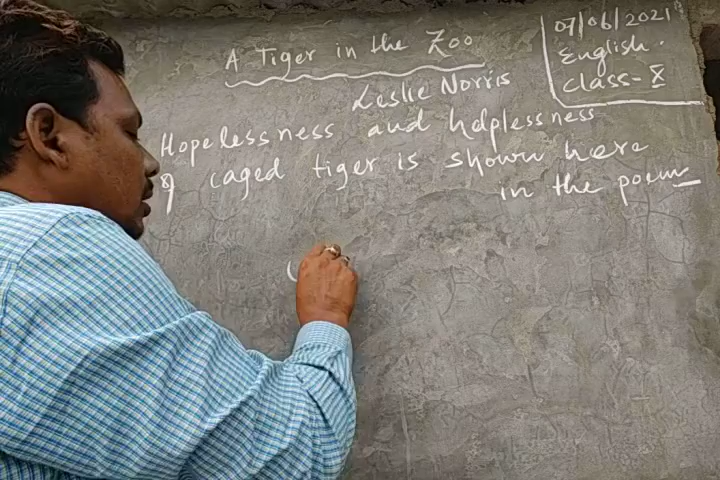 A Tiger in the Zoo
Leslie Norris
07/06/2021
English.
Class-X
Hopelessness and helplessness
of caged tiger is shown here
in the poem